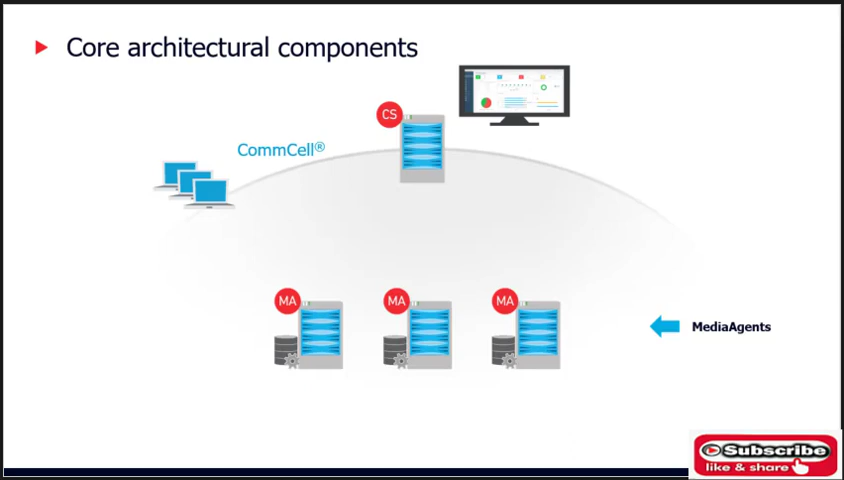 Core architectural components
CS
CommCell®
MA
MA
MA
MediaAgents
Subscribe
like & share